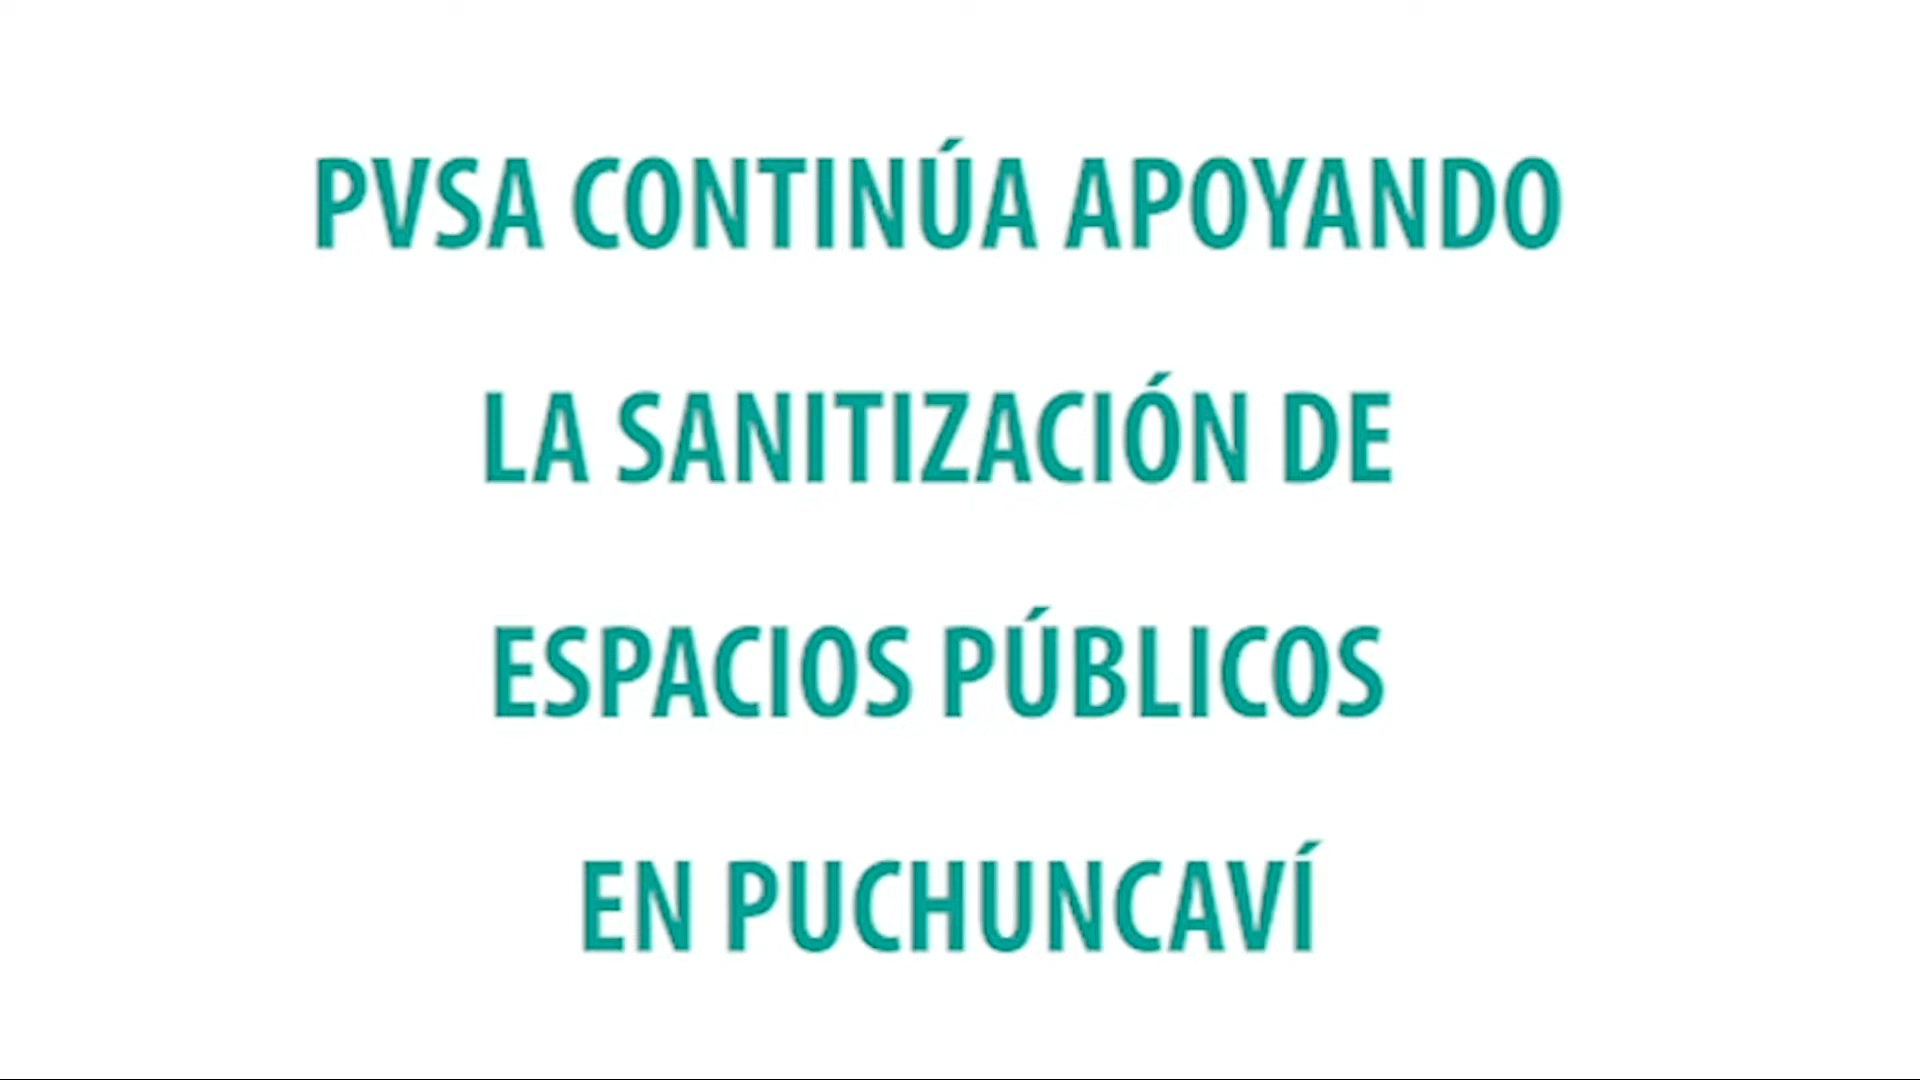 PVSA CONTINÚA APOYANDO
LA SANITIZACIÓN DE
ESPACIOS PÚBLICOS
EN PUCHUNCAVÍ